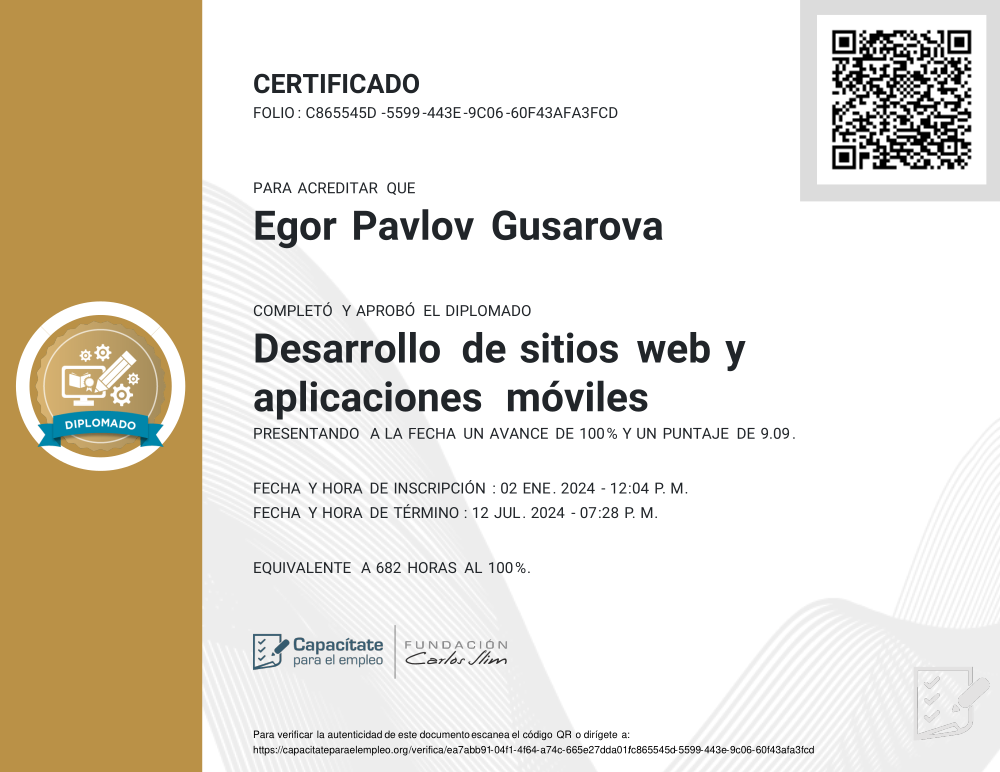 CERTIFICADO
FOLIO : C865545D -5599-443E-9C06-60F43AFA3FCD
PARA ACREDITAR QUE
Egor Pavlov Gusarova
COMPLETÓ Y APROBÓ EL DIPLOMADO
Desarrollo de sitios web y
aplicaciones móviles
PRESENTANDO A LA FECHA UN AVANCE DE 100% Y UN PUNTAJE DE 9.09.
FECHA Y HORA DE INSCRIPCIÓN : 02 ENE. 2024 - 12:04 P. M.
FECHA Y HORA DE TÉRMINO : 12 JUL. 2024 - 07:28 P. M.
EQUIVALENTE A 682 HORAS AL 100%.
DIPLOMADO
Capacítate
para el empleo
FUNDACIÓN
Carlos Slim
Para verificar la autenticidad de este documento escanea el código QR o dirígete a:
https://capacitateparaelempleo.org/verifica/ea7abb91-04f1-4f64-a74c-665e27dda01fc865545d-5599-443e-9c06-60f43afa3fcd